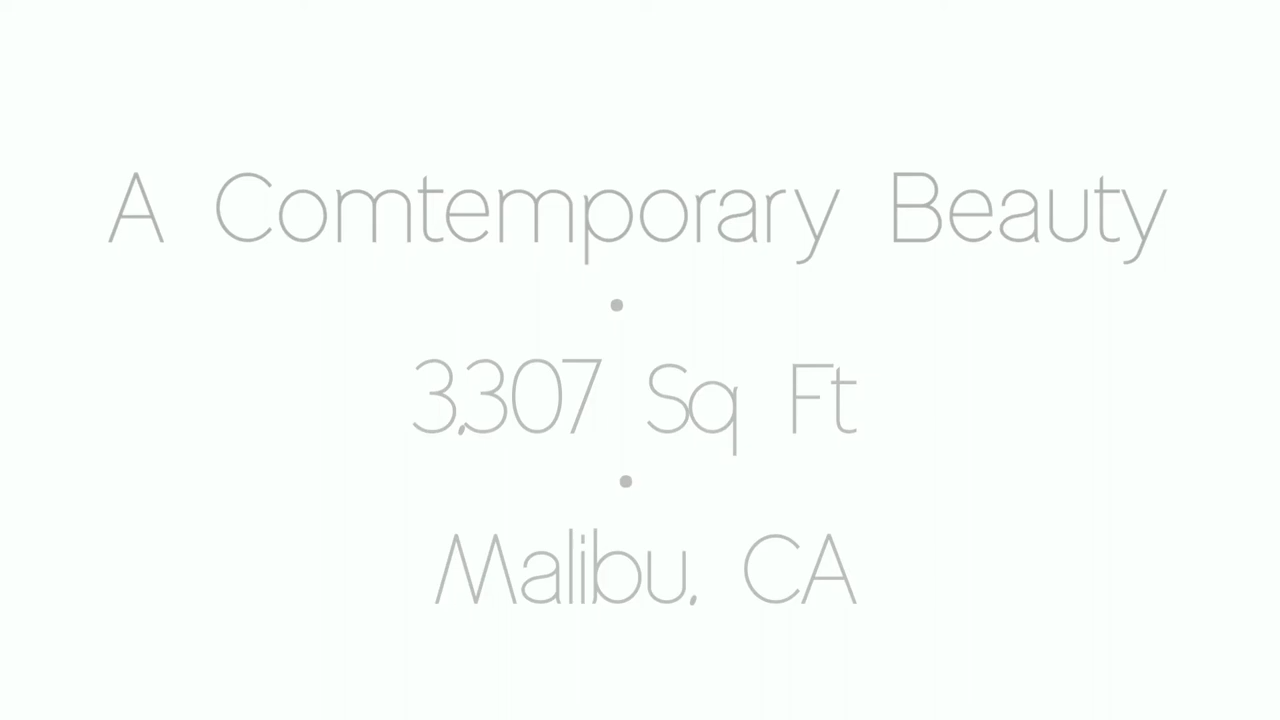 A Comtemporary Beauty
•
3,307 Sq Ft
•
Malibu, CA